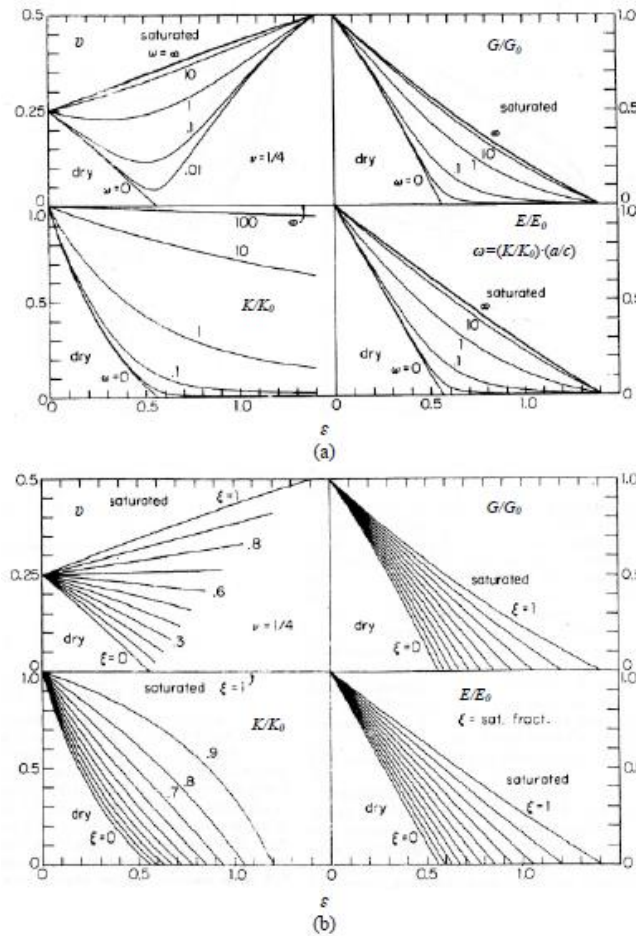 0.5
υ
saturated
ω=∞
10
1
.1
.01
0.25
dry
ω=0
ν=1/4
0
1.0
G/G₀
saturated
∞
10
1
.1
dry
ω=0
0.5
0
1.0
100
∞
10
K/K₀
1
.1
dry
ω=0
0.5
0
0
0.5
1.0
1.0
E/E₀
ω=(K/K₀)·(a/c)
saturated
∞
10
1
.1
dry
ω=0
0.5
0
0
0.5
1.0
ε
(a)
0.5
υ
saturated
ξ=1
.8
.6
.3
0.25
dry
ξ=0
ν=1/4
0
1.0
G/G₀
saturated
ξ=1
dry
ξ=0
0.5
0
1.0
saturated ξ=1
K/K₀
.9
.8
.7
dry
ξ=0
0.5
0
0
0.5
1.0
1.0
E/E₀
ξ = sat. fract.
saturated
ξ=1
dry
ξ=0
0.5
0
0
0.5
1.0
ε
(b)